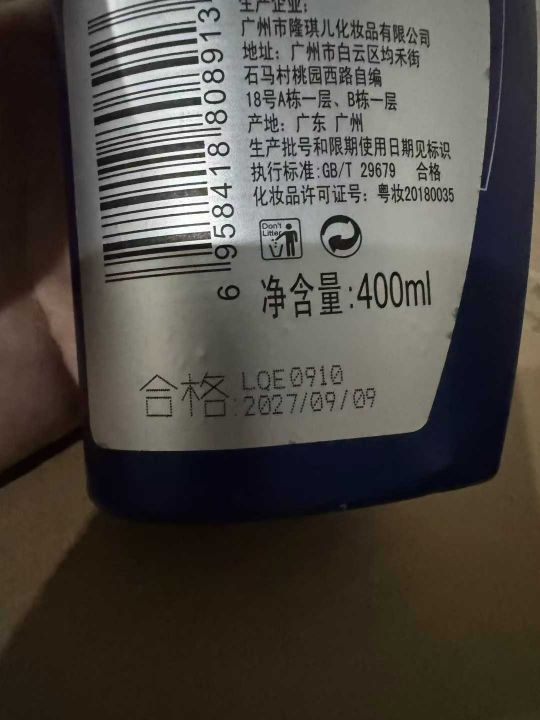 生产企业:
广州市隆琪儿化妆品有限公司
地址: 广州市白云区均禾街
石马村桃园西路自编
18号A栋一层、B栋一层
产地: 广东 广州
生产批号和限期使用日期见标识
执行标准:GB/T 29679 合格
化妆品许可证号: 粤妆20180035
Don't
Litter
净含量:400ml
6 958418 808913
合格:LQE0910
2027/09/09